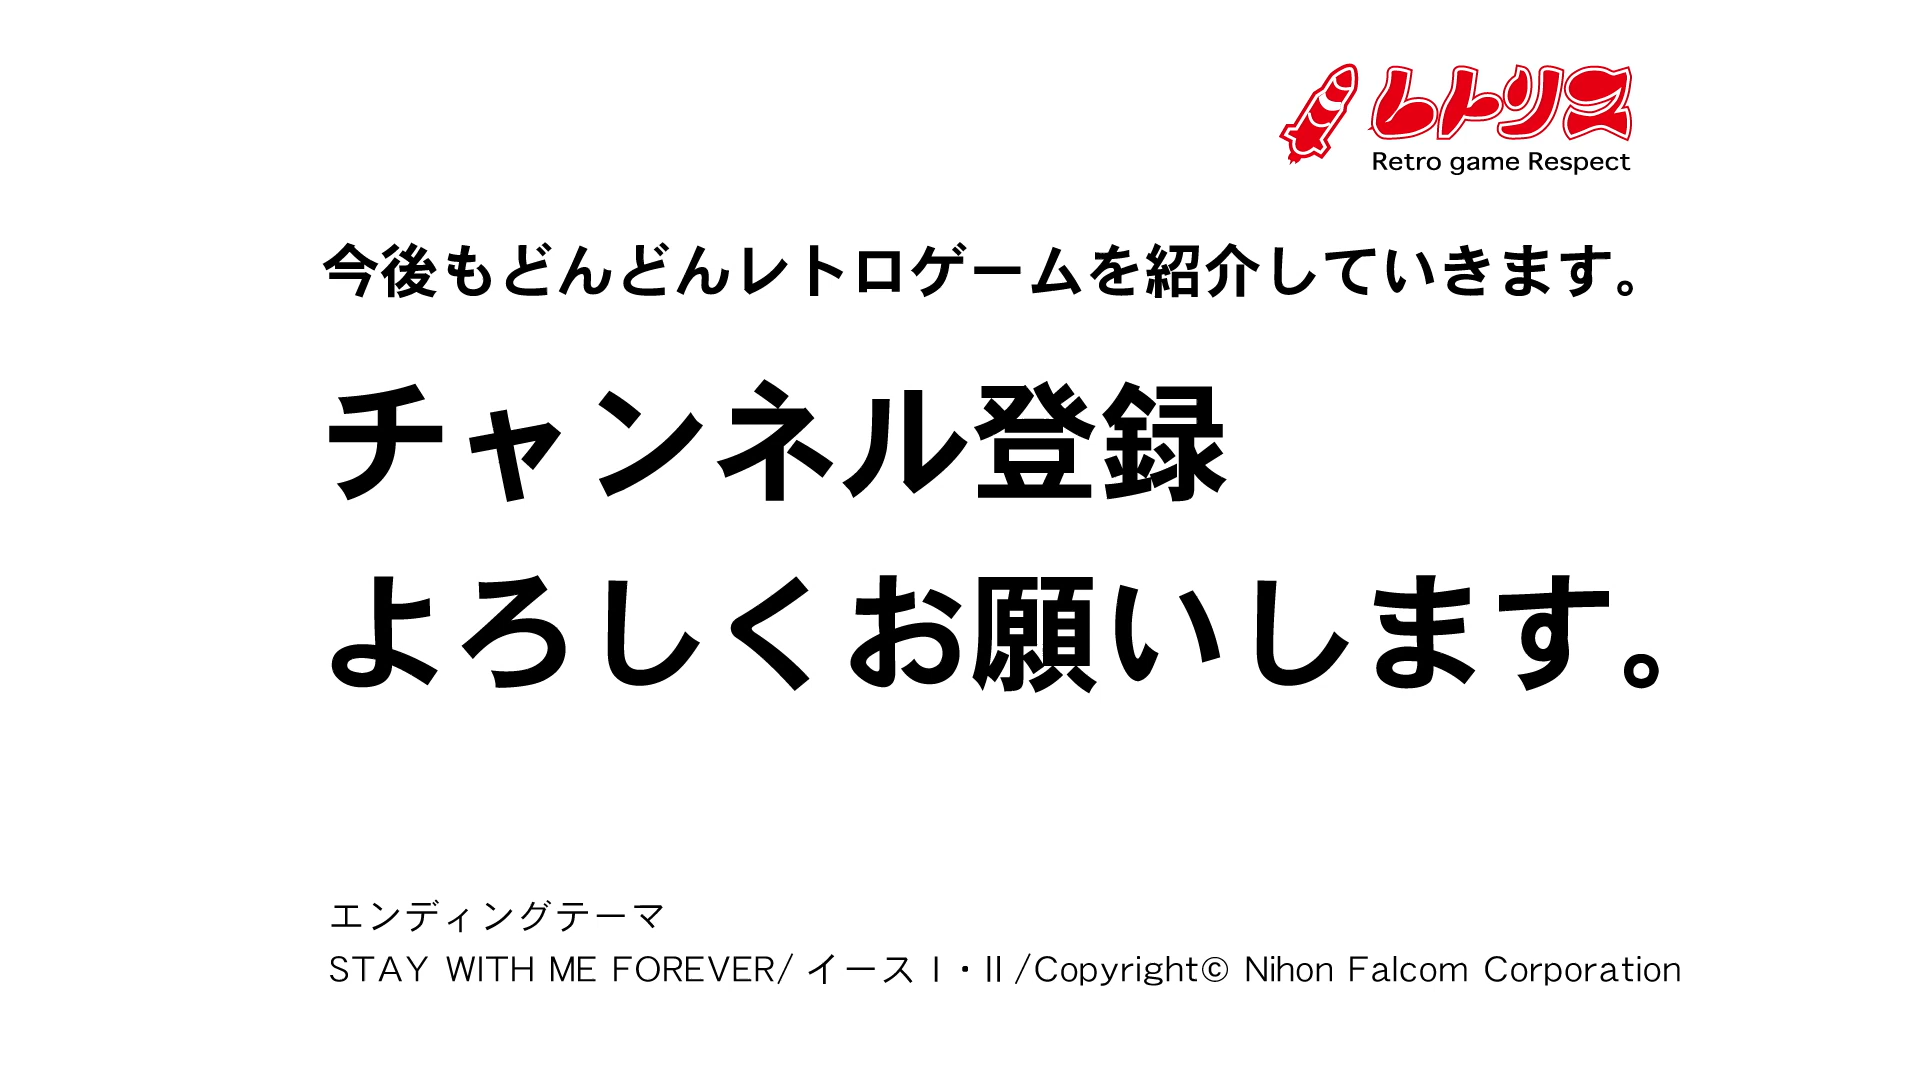 レトリス
Retro game Respect
今後もどんどんレトロゲームを紹介していきます。
チャンネル登録
よろしくお願いします。
エンディングテーマ
STAY WITH ME FOREVER/イースⅠ・Ⅱ/Copyright© Nihon Falcom Corporation